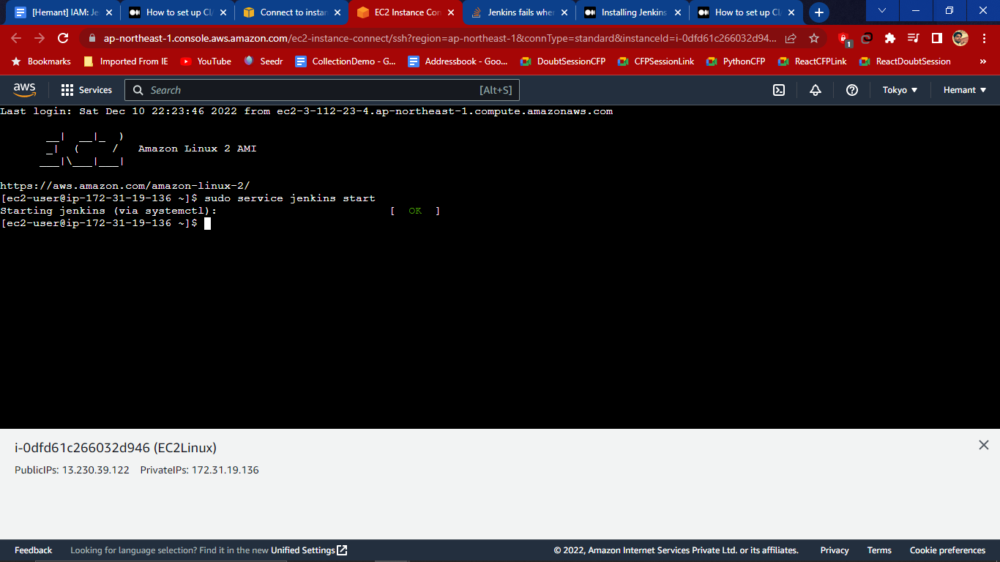 [Hemant] IAM: Je
How to set up CI/
Connect to instan
EC2 Instance Con
Jenkins fails when
Installing Jenkins
How to set up CI/
ap-northeast-1.console.aws.amazon.com/ec2-instance-connect/ssh?region=ap-northeast-1&connType=standard&instanceId=i-0dfd61c266032d94...
1
Bookmarks
Imported From IE
YouTube
Seedr
CollectionDemo - G...
Addressbook - Goo...
DoubtSessionCFP
CFPSessionLink
PythonCFP
ReactCFPLink
ReactDoubtSession
»
aws
Services
Search
[Alt+S]
Tokyo ▼
Hemant ▼
Last login: Sat Dec 10 22:23:46 2022 from ec2-3-112-23-4.ap-northeast-1.compute.amazonaws.com
       __|  __|_  )
       _|  (     /   Amazon Linux 2 AMI
      ___|\___|___|
https://aws.amazon.com/amazon-linux-2/
[ec2-user@ip-172-31-19-136 ~]$ sudo service jenkins start
Starting jenkins (via systemctl):                          [  OK  ]
[ec2-user@ip-172-31-19-136 ~]$
i-0dfd61c266032d946 (EC2Linux)
PublicIPs: 13.230.39.122 PrivateIPs: 172.31.19.136
Feedback
Looking for language selection? Find it in the new Unified Settings
© 2022, Amazon Internet Services Private Ltd. or its affiliates.
Privacy
Terms
Cookie preferences